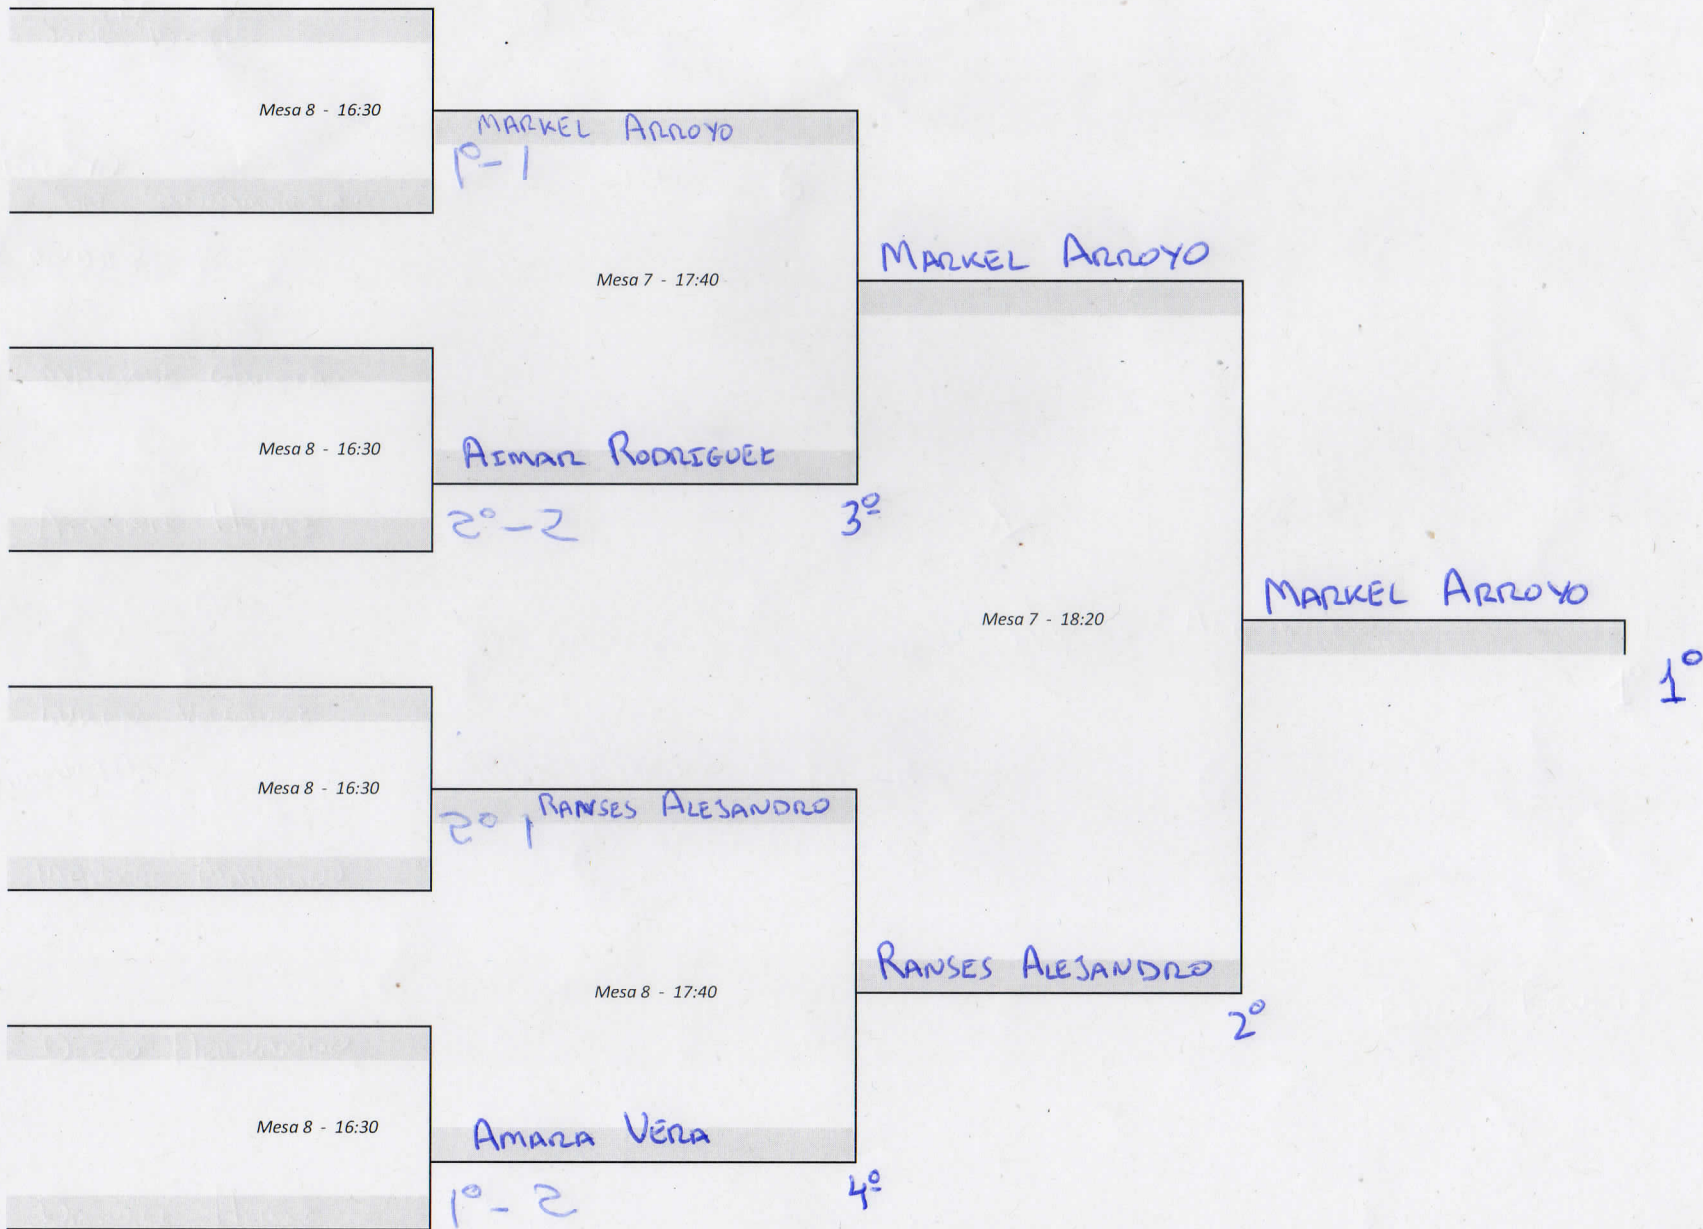 Mesa 8 - 16:30
MARKEL ARROYO
1º-1
MARKEL ARROYO
Mesa 7 - 17:40
Mesa 8 - 16:30
AIMAR RODRIGUEZ
2º-2
3º
MARKEL ARROYO
Mesa 7 - 18:20
1º
Mesa 8 - 16:30
RANSES ALEJANDRO
2º 1
RANSES ALEJANDRO
Mesa 8 - 17:40
2º
Mesa 8 - 16:30
AMARA VERA
1º-2
4º